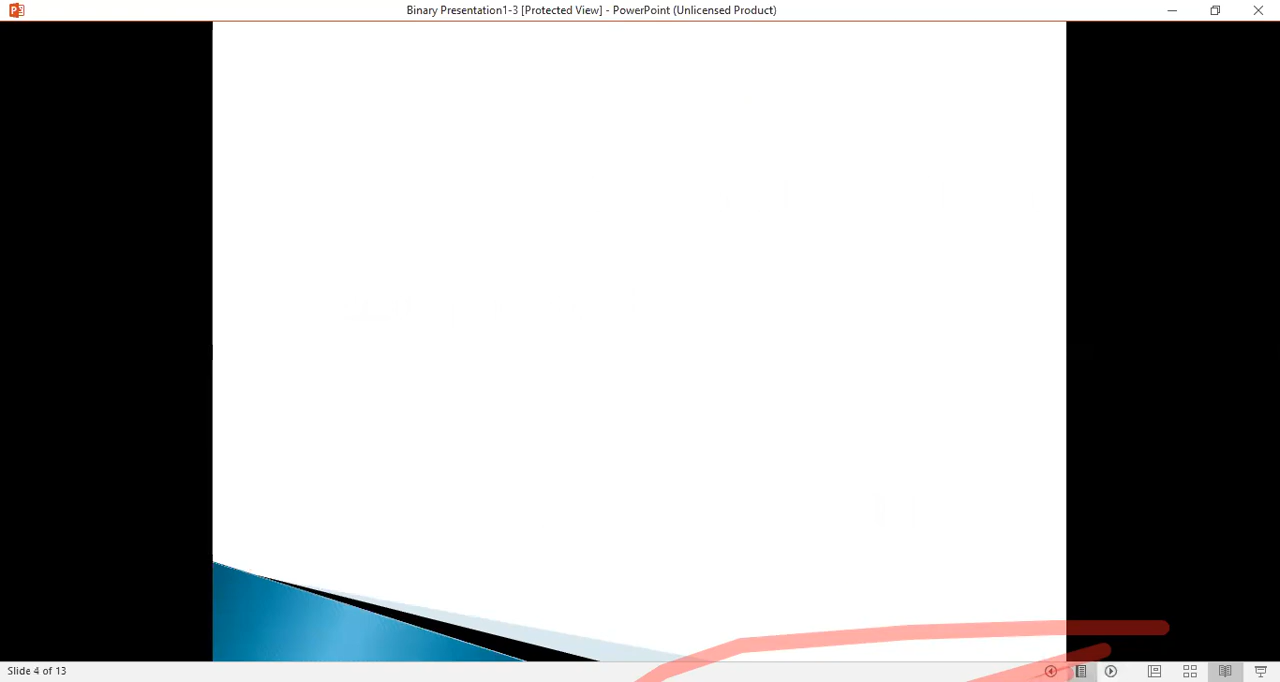 Binary Presentation1-3 [Protected View] - PowerPoint (Unlicensed Product)
Slide 4 of 13